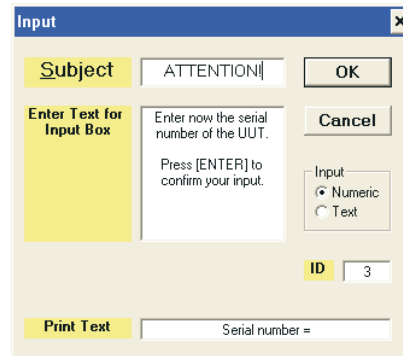 Input
Subject
ATTENTION!
OK
Enter Text for
Input Box
Enter now the serial
number of the UUT.
Press [ENTER] to
confirm your input.
Cancel
Input
Numeric
Text
ID
3
Print Text
Serial number =